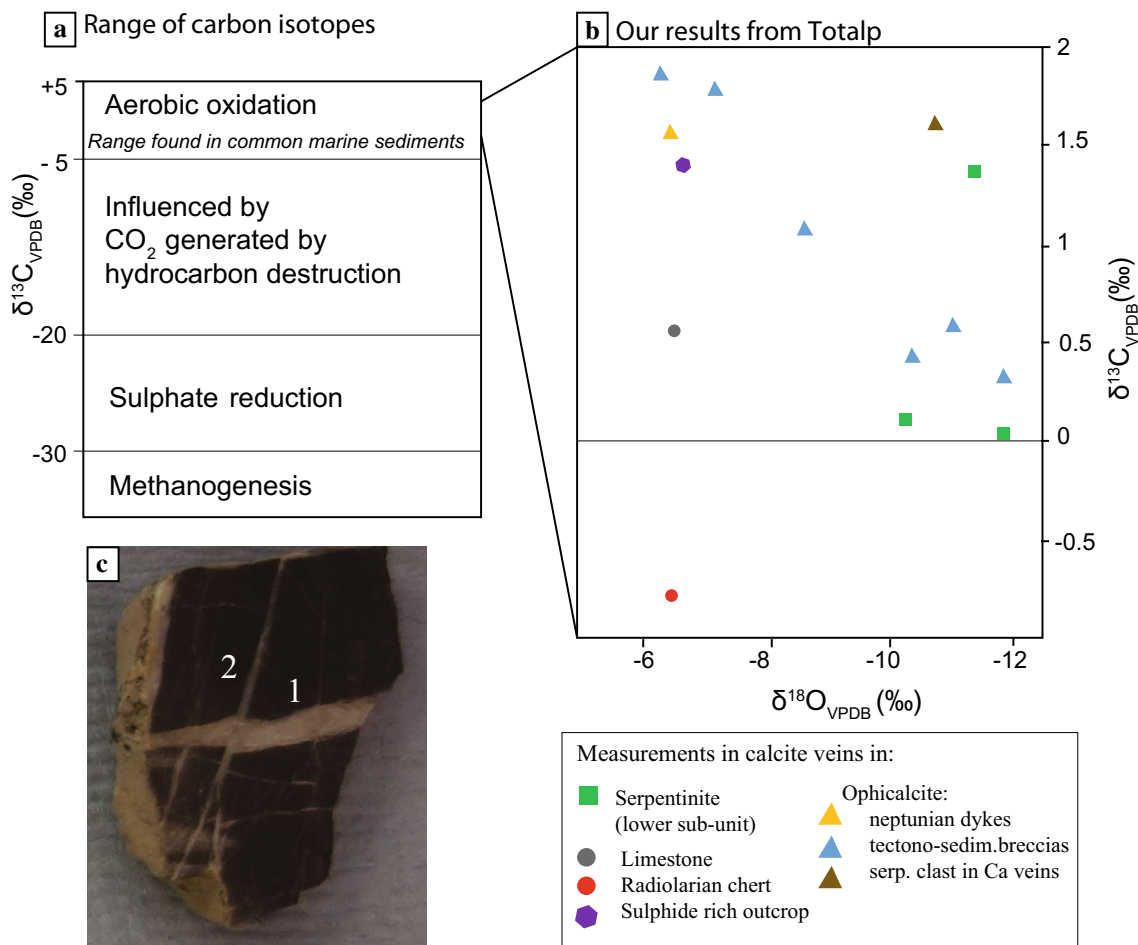 a Range of carbon isotopes
+5
- 5
-20
-30
δ¹³C_VPDB(‰)
Aerobic oxidation
Range found in common marine sediments
Influenced by
CO₂ generated by
hydrocarbon destruction
Sulphate reduction
Methanogenesis
b Our results from Totalp
2
1.5
1
0.5
0
-0.5
δ¹³C_VPDB(‰)
-6 -8 -10 -12
δ¹⁸O_VPDB (‰)
c
2
1
Measurements in calcite veins in:
Serpentinite
(lower sub-unit)
Limestone
Radiolarian chert
Sulphide rich outcrop
Ophicalcite:
neptunian dykes
tectono-sedim.breccias
serp. clast in Ca veins